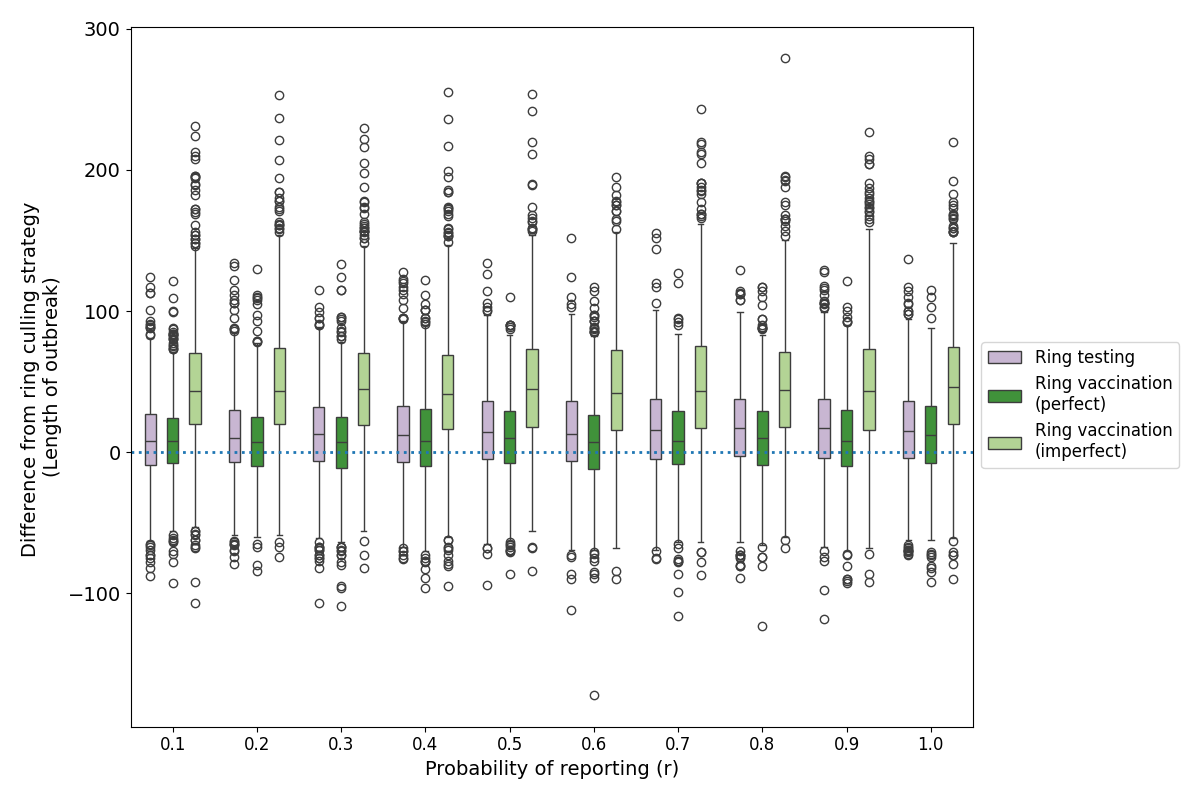 300
200
100
0
−100
Difference from ring culling strategy
(Length of outbreak)
0.1 0.2 0.3 0.4 0.5 0.6 0.7 0.8 0.9 1.0
Probability of reporting (r)
Ring testing
Ring vaccination
(perfect)
Ring vaccination
(imperfect)